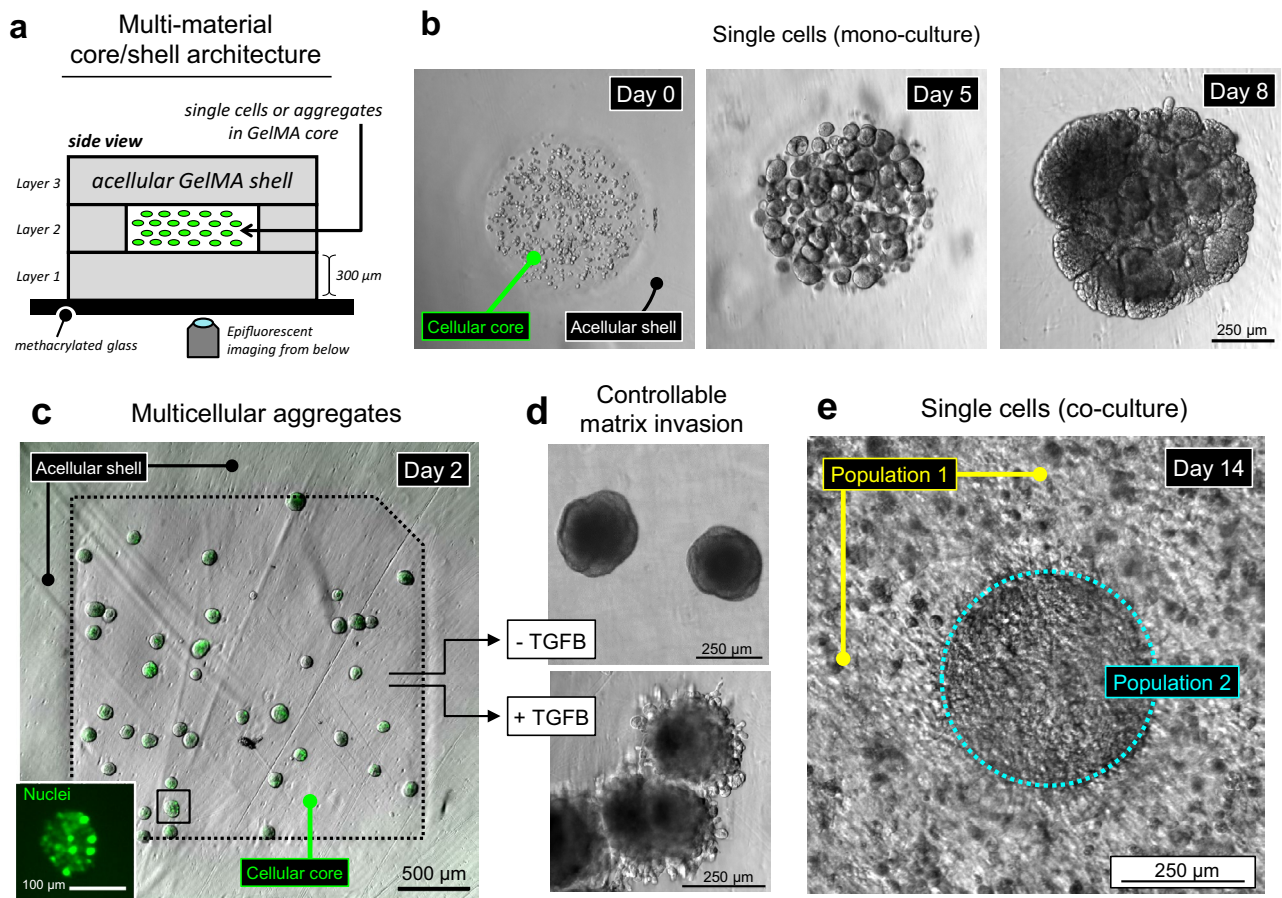 a
Multi-material
core/shell architecture
single cells or aggregates
in GelMA core
side view
Layer 3
acellular GelMA shell
Layer 2
Layer 1
300 µm
methacrylated glass
Epifluorescent
imaging from below
b
Single cells (mono-culture)
Day 0
Cellular core
Acellular shell
Day 5
Day 8
250 µm
c
Multicellular aggregates
Acellular shell
Day 2
Nuclei
100 µm
Cellular core
500 µm
d
Controllable
matrix invasion
- TGFB
250 µm
+ TGFB
250 µm
e
Single cells (co-culture)
Population 1
Day 14
Population 2
250 µm